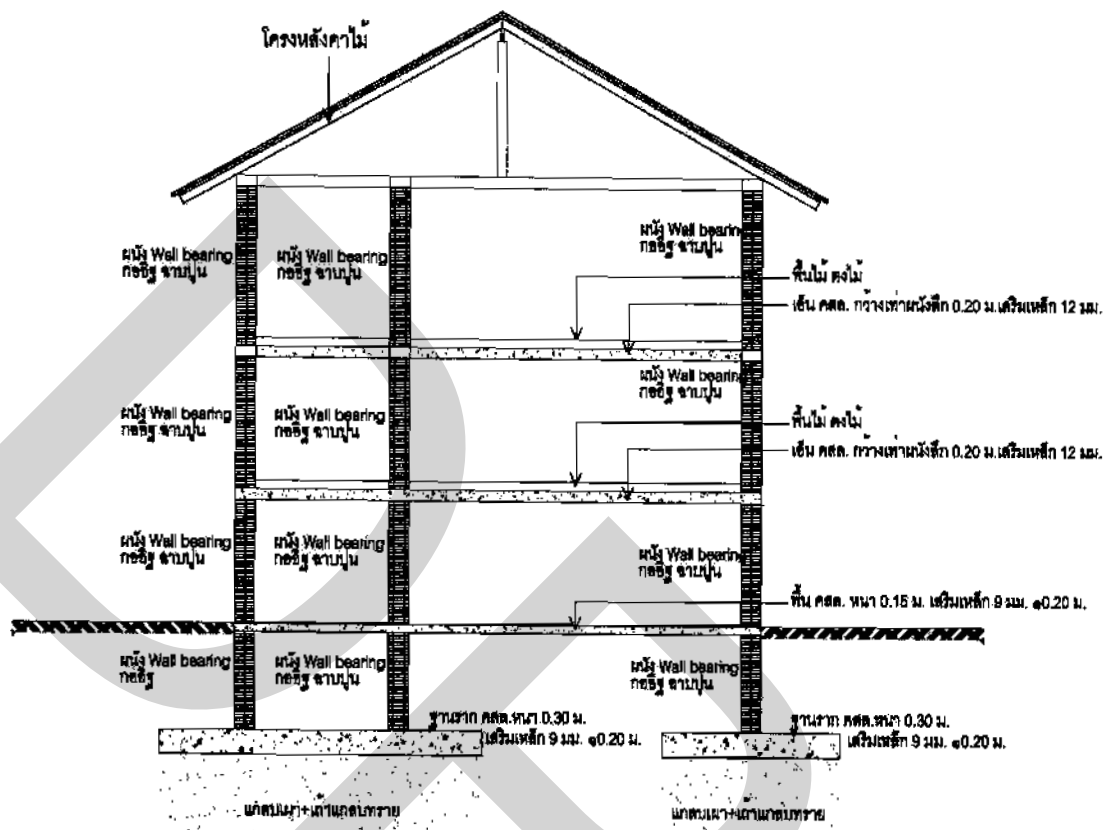 โครงหลังคาไม้
ผนัง Wall bearing
ก่ออิฐ ฉาบปูน
ผนัง Wall bearing
ก่ออิฐ ฉาบปูน
ผนัง Wall bearing
ก่ออิฐ ฉาบปูน
พื้นไม้ ตงไม้
เอ็น คสล. กว้างเท่าผนังตึก 0.20 ม.เสริมเหล็ก 12 มม.
ผนัง Wall bearing
ก่ออิฐ ฉาบปูน
ผนัง Wall bearing
ก่ออิฐ ฉาบปูน
ผนัง Wall bearing
ก่ออิฐ ฉาบปูน
พื้นไม้ ตงไม้
เอ็น คสล. กว้างเท่าผนังตึก 0.20 ม.เสริมเหล็ก 12 มม.
ผนัง Wall bearing
ก่ออิฐ ฉาบปูน
ผนัง Wall bearing
ก่ออิฐ ฉาบปูน
ผนัง Wall bearing
ก่ออิฐ ฉาบปูน
พื้น คสล. หนา 0.15 ม. เสริมเหล็ก 9 มม. @0.20 ม.
ผนัง Wall bearing
ก่ออิฐ
ผนัง Wall bearing
ก่ออิฐ ฉาบปูน
ผนัง Wall bearing
ก่ออิฐ ฉาบปูน
ฐานราก คสล.หนา 0.30 ม.
เสริมเหล็ก 9 มม. @0.20 ม.
ฐานราก คสล.หนา 0.30 ม.
เสริมเหล็ก 9 มม. @0.20 ม.
แกลบเผา+เถ้าแกลบทราย
แกลบเผา+เถ้าแกลบทราย